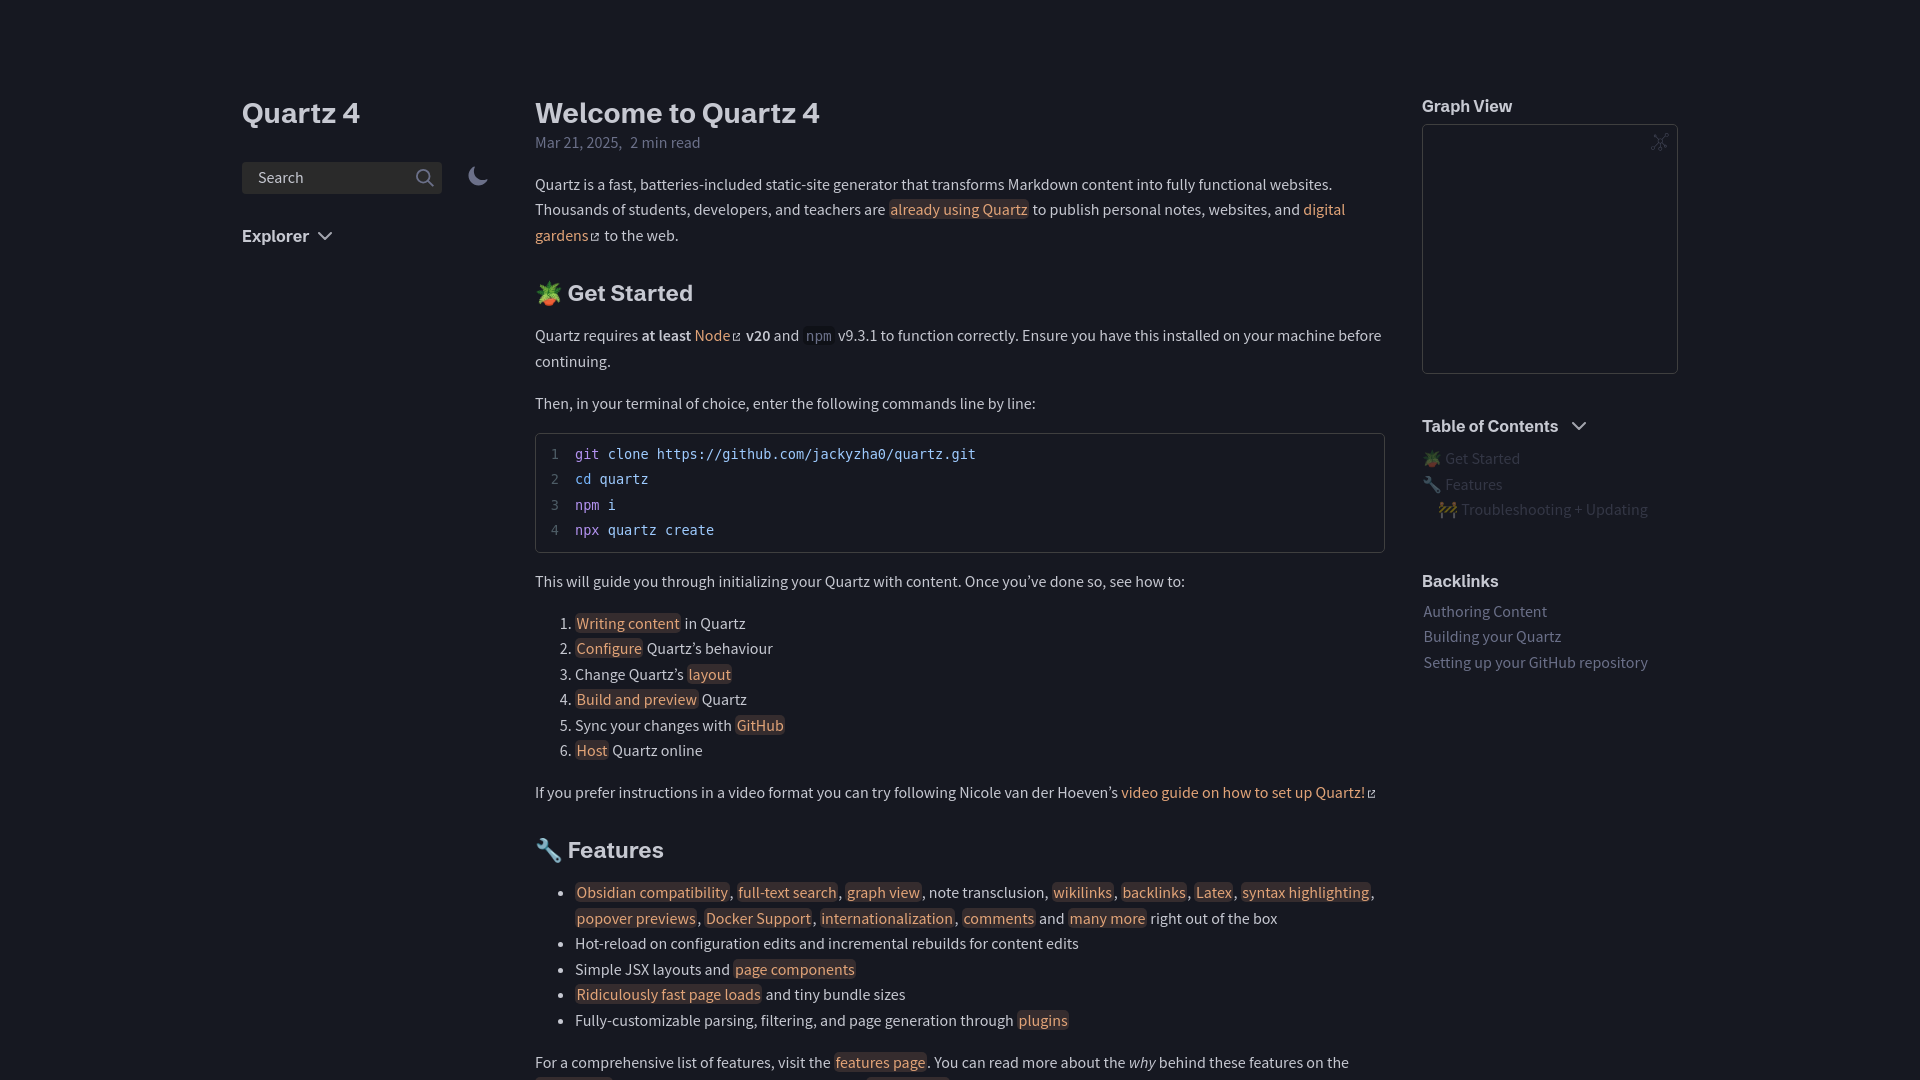 Quartz 4
Search
Explorer
Welcome to Quartz 4
Mar 21, 2025, 2 min read
Quartz is a fast, batteries-included static-site generator that transforms Markdown content into fully functional websites.
Thousands of students, developers, and teachers are already using Quartz to publish personal notes, websites, and digital
gardens to the web.
🪴 Get Started
Quartz requires at least Node v20 and npm v9.3.1 to function correctly. Ensure you have this installed on your machine before
continuing.
Then, in your terminal of choice, enter the following commands line by line:
1 git clone https://github.com/jackyzha0/quartz.git
2 cd quartz
3 npm i
4 npx quartz create
This will guide you through initializing your Quartz with content. Once you’ve done so, see how to:
1. Writing content in Quartz
2. Configure Quartz’s behaviour
3. Change Quartz’s layout
4. Build and preview Quartz
5. Sync your changes with GitHub
6. Host Quartz online
If you prefer instructions in a video format you can try following Nicole van der Hoeven’s video guide on how to set up Quartz!
🔧 Features
• Obsidian compatibility, full-text search, graph view, note transclusion, wikilinks, backlinks, Latex, syntax highlighting,
popover previews, Docker Support, internationalization, comments and many more right out of the box
• Hot-reload on configuration edits and incremental rebuilds for content edits
• Simple JSX layouts and page components
• Ridiculously fast page loads and tiny bundle sizes
• Fully-customizable parsing, filtering, and page generation through plugins
For a comprehensive list of features, visit the features page. You can read more about the why behind these features on the
Graph View
Table of Contents
🪴 Get Started
🔧 Features
🚧 Troubleshooting + Updating
Backlinks
Authoring Content
Building your Quartz
Setting up your GitHub repository